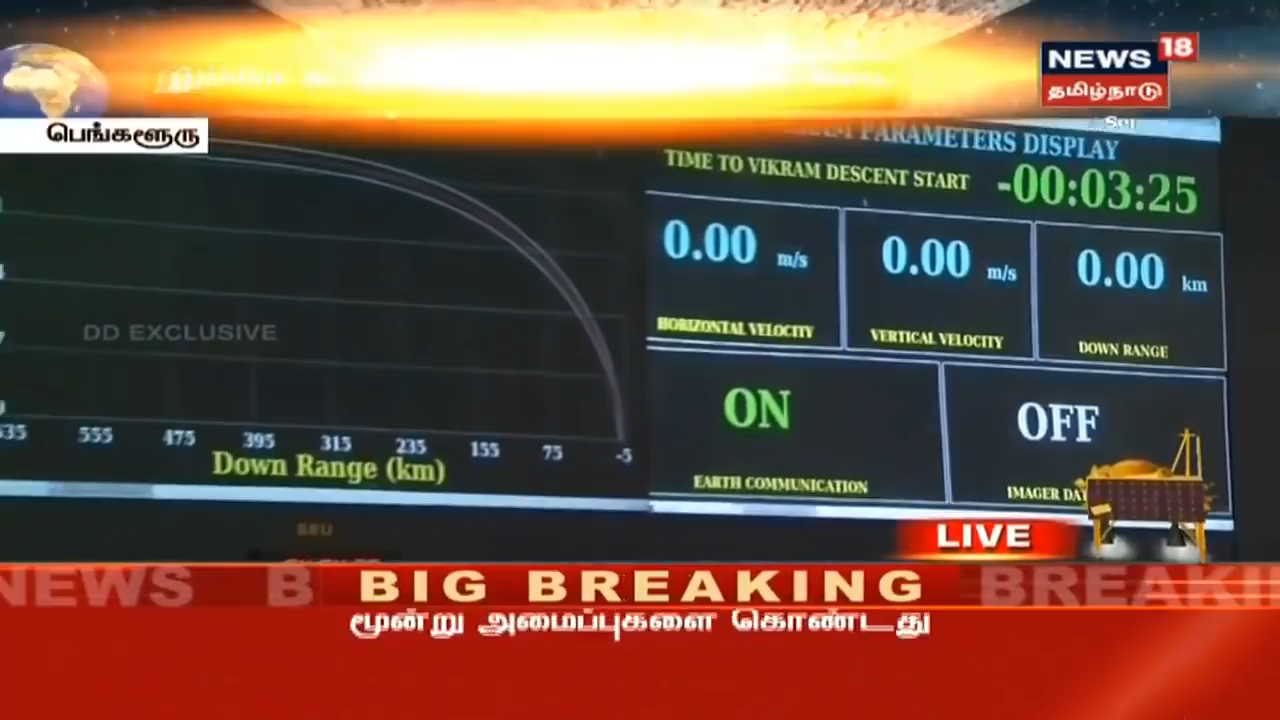 NEWS 18
தமிழ்நாடு
பெங்களூரு
PARAMETERS DISPLAY
TIME TO VIKRAM DESCENT START -00:03:25
0.00 m/s
HORIZONTAL VELOCITY
0.00 m/s
VERTICAL VELOCITY
0.00 km
DOWN RANGE
ON
EARTH COMMUNICATION
OFF
IMAGER
DD EXCLUSIVE
555 475 395 315 235 155 75 -5
Down Range (km)
LIVE
NEWS B BIG BREAKING BREAKI
மூன்று அமைப்புகளை கொண்டது